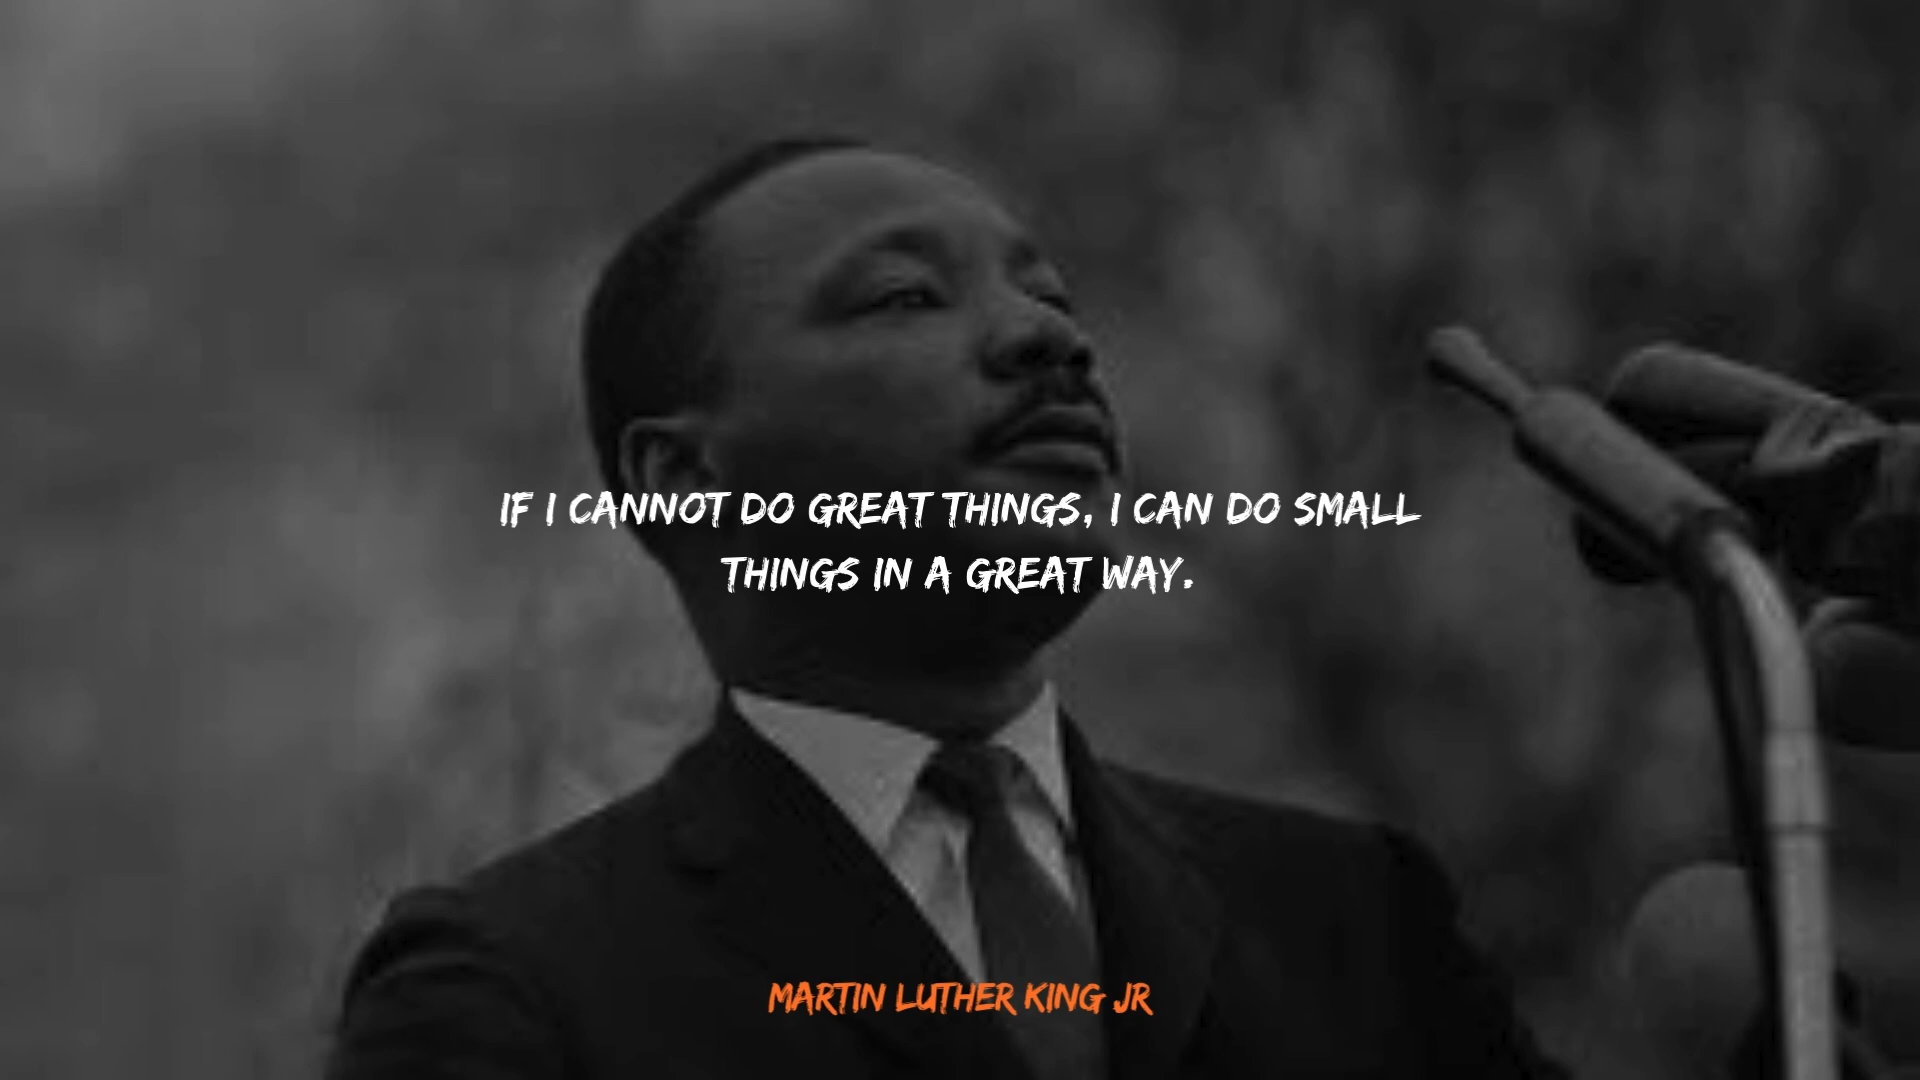 IF I CANNOT DO GREAT THINGS, I CAN DO SMALL
THINGS IN A GREAT WAY.
MARTIN LUTHER KING JR